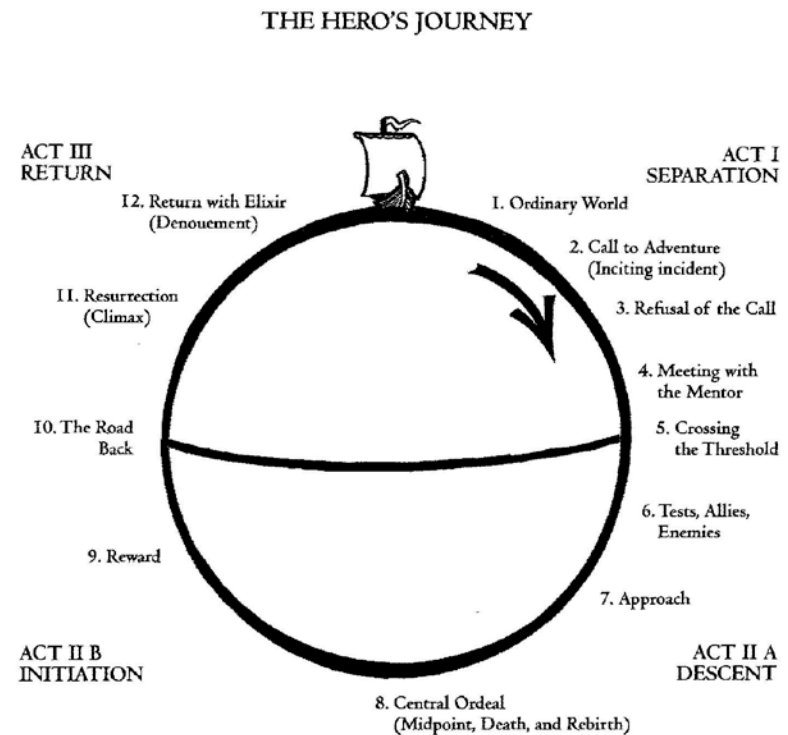 THE HERO'S JOURNEY
ACT III
RETURN
ACT I
SEPARATION
12. Return with Elixir
(Denouement)
1. Ordinary World
2. Call to Adventure
(Inciting incident)
11. Resurrection
(Climax)
3. Refusal of the Call
4. Meeting with
the Mentor
10. The Road
Back
5. Crossing
the Threshold
6. Tests, Allies,
Enemies
9. Reward
7. Approach
ACT II B
INITIATION
ACT II A
DESCENT
8. Central Ordeal
(Midpoint, Death, and Rebirth)